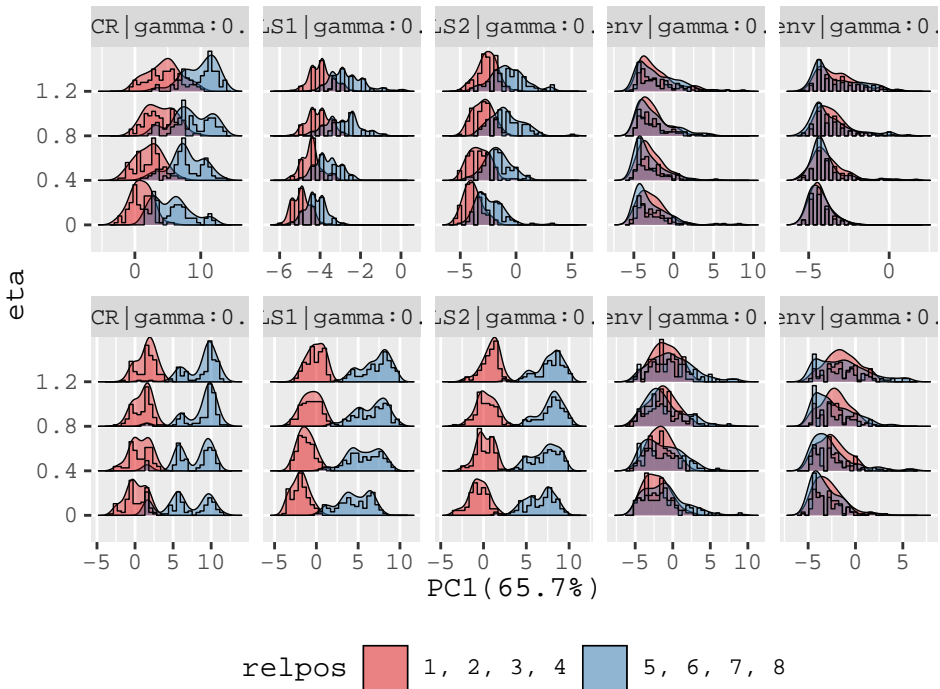 CR|gamma:0. LS1|gamma:0. LS2|gamma:0. env|gamma:0. env|gamma:0.
1.2
0.8
0.4
0
0 10 −6 −4 −2 0 −5 0 5 −5 0 5 10 −5 0
eta
CR|gamma:0. LS1|gamma:0. LS2|gamma:0. env|gamma:0. env|gamma:0.
1.2
0.8
0.4
0
−5 0 5 10 −5 0 5 10 −5 0 5 10 −5 0 5 10 −5 0 5
PC1(65.7%)
relpos 1, 2, 3, 4 5, 6, 7, 8